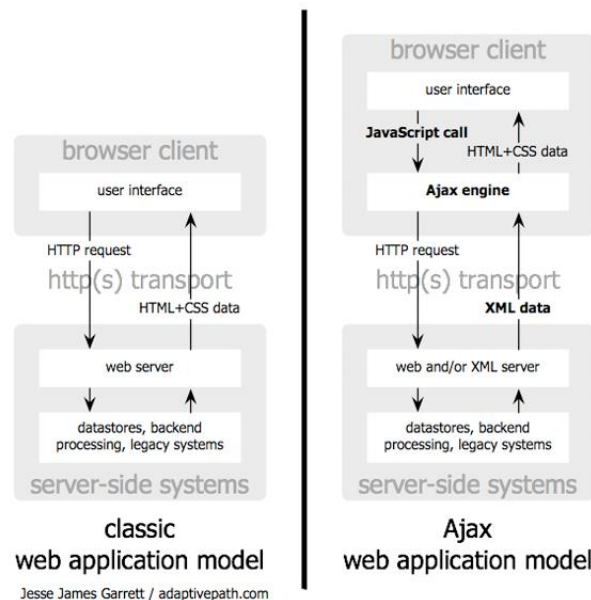 browser client
user interface
HTTP request
http(s) transport
HTML+CSS data
web server
datastores, backend
processing, legacy systems
server-side systems
classic
web application model
Jesse James Garrett / adaptivepath.com
browser client
user interface
JavaScript call
HTML+CSS data
Ajax engine
HTTP request
http(s) transport
XML data
web and/or XML server
datastores, backend
processing, legacy systems
server-side systems
Ajax
web application model